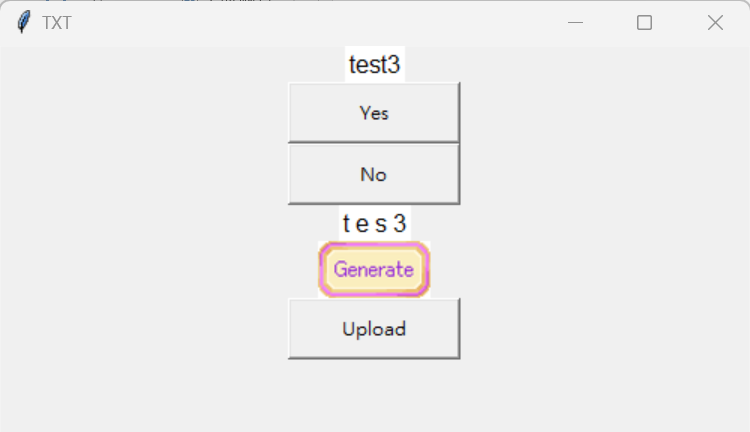 TXT
test3
Yes
No
t e s 3
Generate
Upload